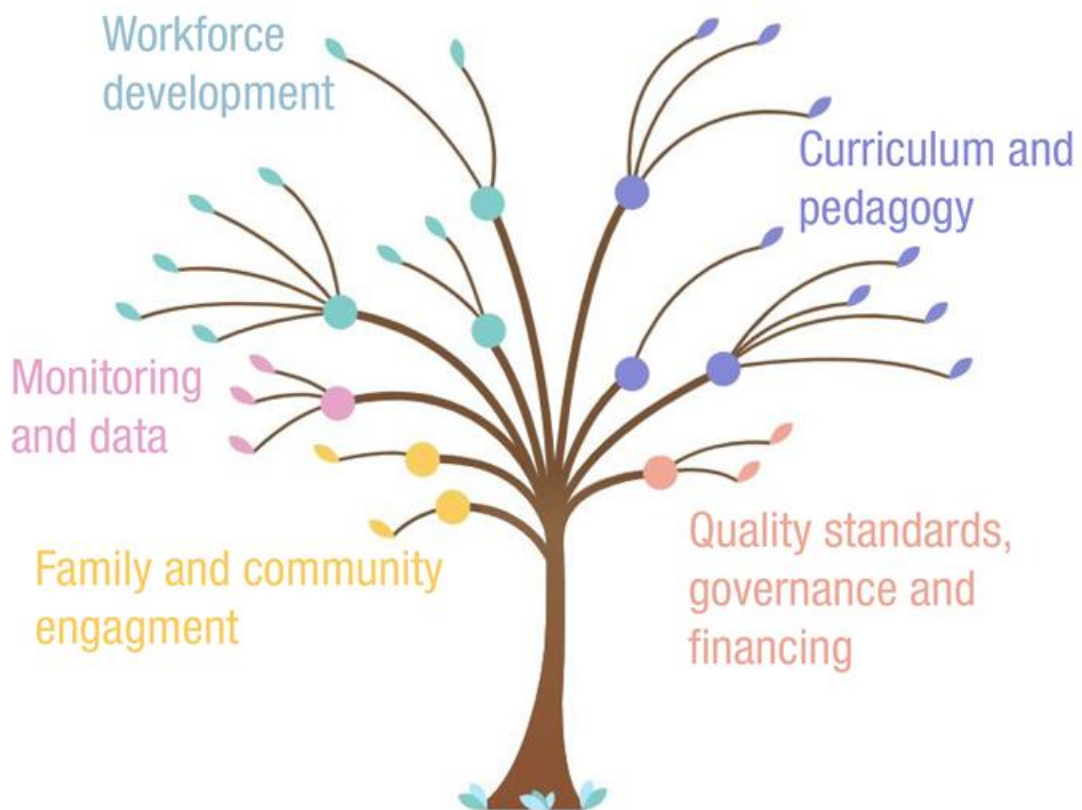 Workforce
development
Curriculum and
pedagogy
Monitoring
and data
Quality standards,
governance and
financing
Family and community
engagment